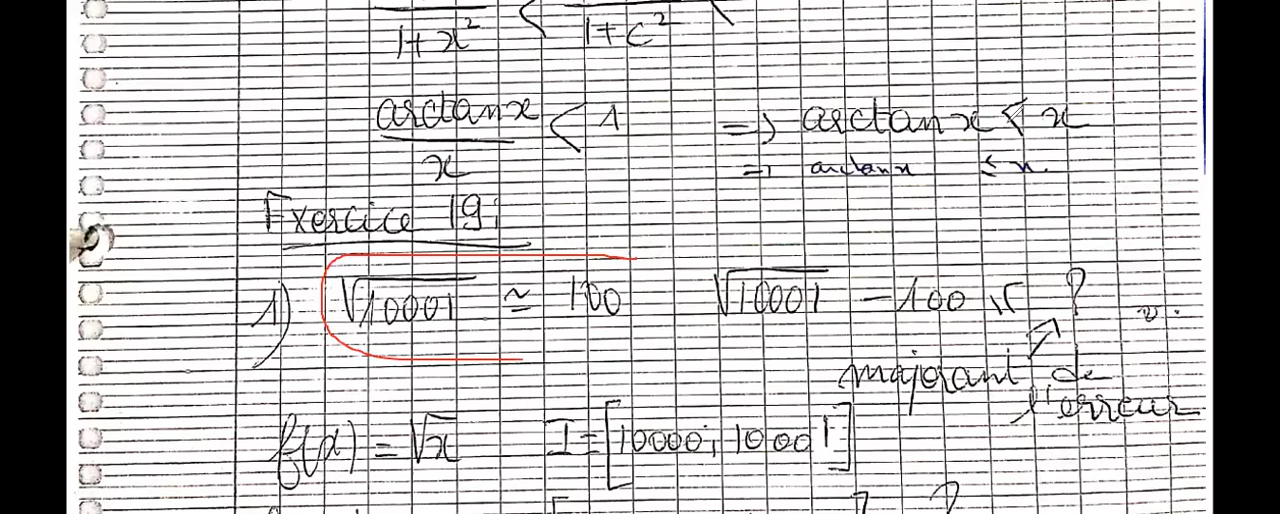 1+x² < 1+c² <
arctan x / x < 1 => arctan x < x
=> arctan x ≤ x.
Exercice 19:
1) √10001 ≃ 100 √10001 - 100 < ?
majorant de
l'erreur
f(x) = √x I = [10000; 10001]